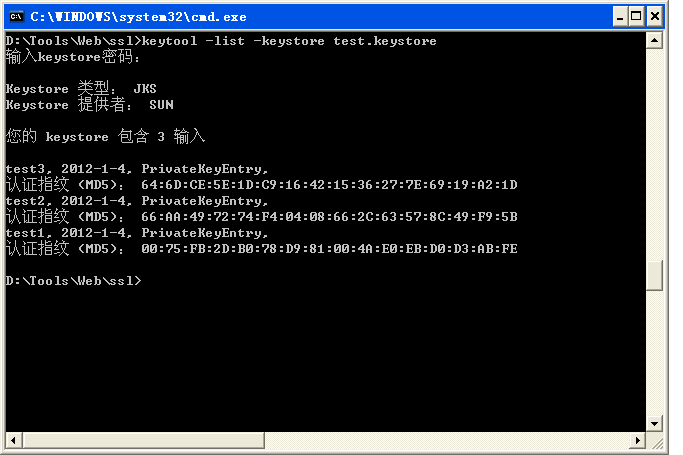 C:\WINDOWS\system32\cmd.exe
D:\Tools\Web\ssl>keytool -list -keystore test.keystore
输入keystore密码：
Keystore 类型： JKS
Keystore 提供者： SUN
您的 keystore 包含 3 输入
test3, 2012-1-4, PrivateKeyEntry,
认证指纹 (MD5)： 64:6D:CE:5E:1D:C9:16:42:15:36:27:7E:69:19:A2:1D
test2, 2012-1-4, PrivateKeyEntry,
认证指纹 (MD5)： 66:AA:49:72:74:F4:04:08:66:2C:63:57:8C:49:F9:5B
test1, 2012-1-4, PrivateKeyEntry,
认证指纹 (MD5)： 00:75:FB:2D:B0:78:D9:81:00:4A:E0:EB:D0:D3:AB:FE
D:\Tools\Web\ssl>